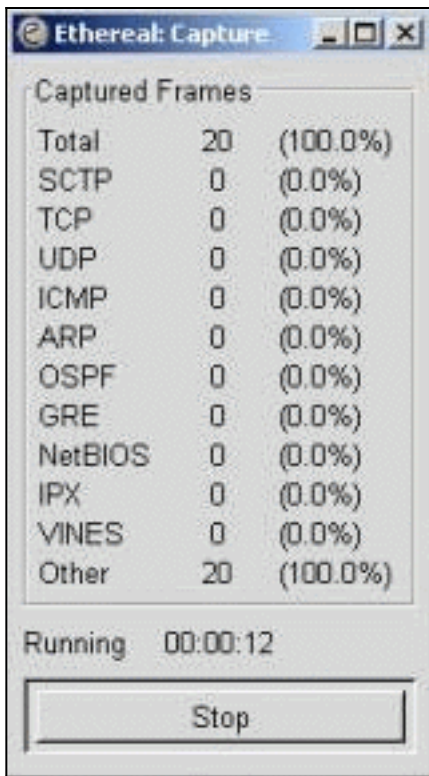 Ethereal: Capture
Captured Frames
Total 20 (100.0%)
SCTP 0 (0.0%)
TCP 0 (0.0%)
UDP 0 (0.0%)
ICMP 0 (0.0%)
ARP 0 (0.0%)
OSPF 0 (0.0%)
GRE 0 (0.0%)
NetBIOS 0 (0.0%)
IPX 0 (0.0%)
VINES 0 (0.0%)
Other 20 (100.0%)
Running 00:00:12
Stop